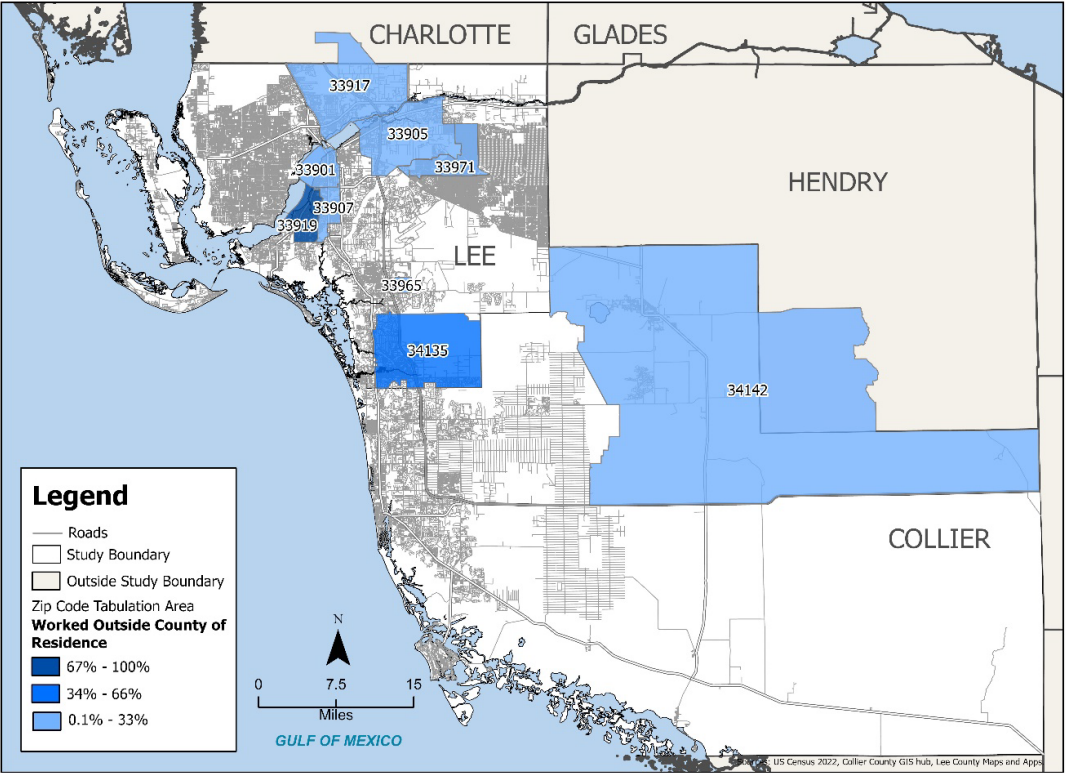 CHARLOTTE
GLADES
33917
33905
33971
33901
HENDRY
33907
33919
LEE
33965
34135
34142
COLLIER
Legend
Roads
Study Boundary
Outside Study Boundary
Zip Code Tabulation Area
Worked Outside County of
Residence
67% - 100%
34% - 66%
0.1% - 33%
N
0 7.5 15
Miles
GULF OF MEXICO
US Census 2022, Collier County GIS hub, Lee County Maps and Apps